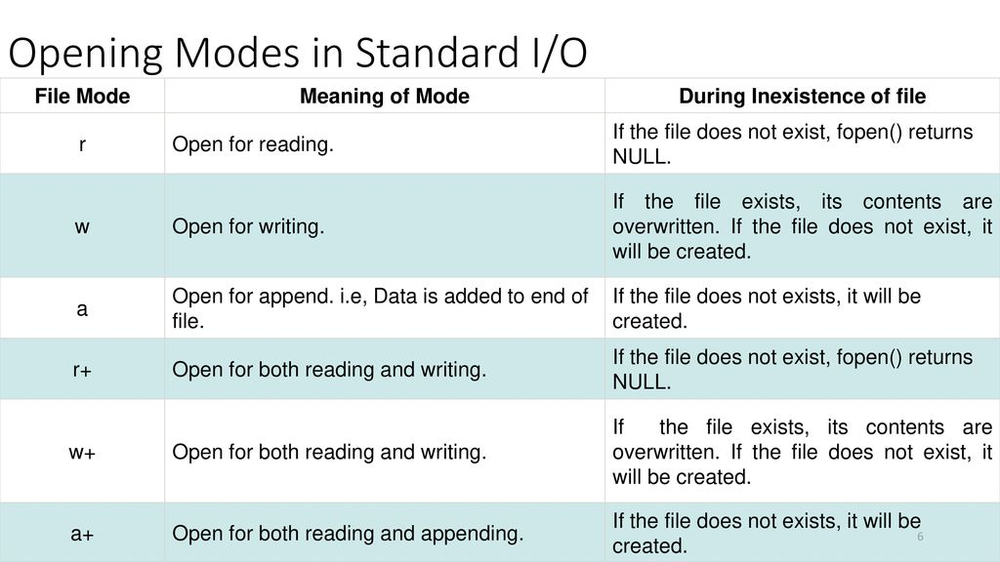 Opening Modes in Standard I/O
File Mode
Meaning of Mode
During Inexistence of file
r
Open for reading.
If the file does not exist, fopen() returns
NULL.
w
Open for writing.
If the file exists, its contents are
overwritten. If the file does not exist, it
will be created.
a
Open for append. i.e, Data is added to end of
file.
If the file does not exists, it will be
created.
r+
Open for both reading and writing.
If the file does not exist, fopen() returns
NULL.
w+
Open for both reading and writing.
If the file exists, its contents are
overwritten. If the file does not exist, it
will be created.
a+
Open for both reading and appending.
If the file does not exists, it will be
created.
6